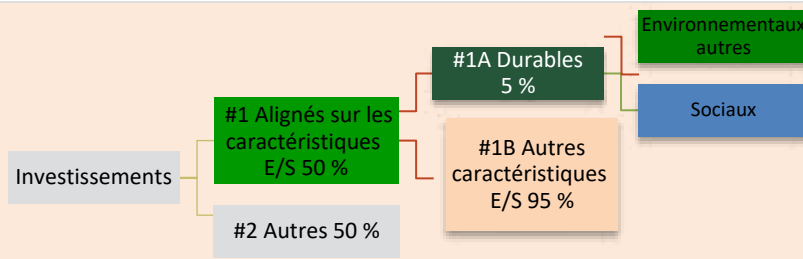 Investissements
#1 Alignés sur les
caractéristiques
E/S 50 %
#2 Autres 50 %
#1A Durables
5 %
#1B Autres
caractéristiques
E/S 95 %
Environnementaux
autres
Sociaux